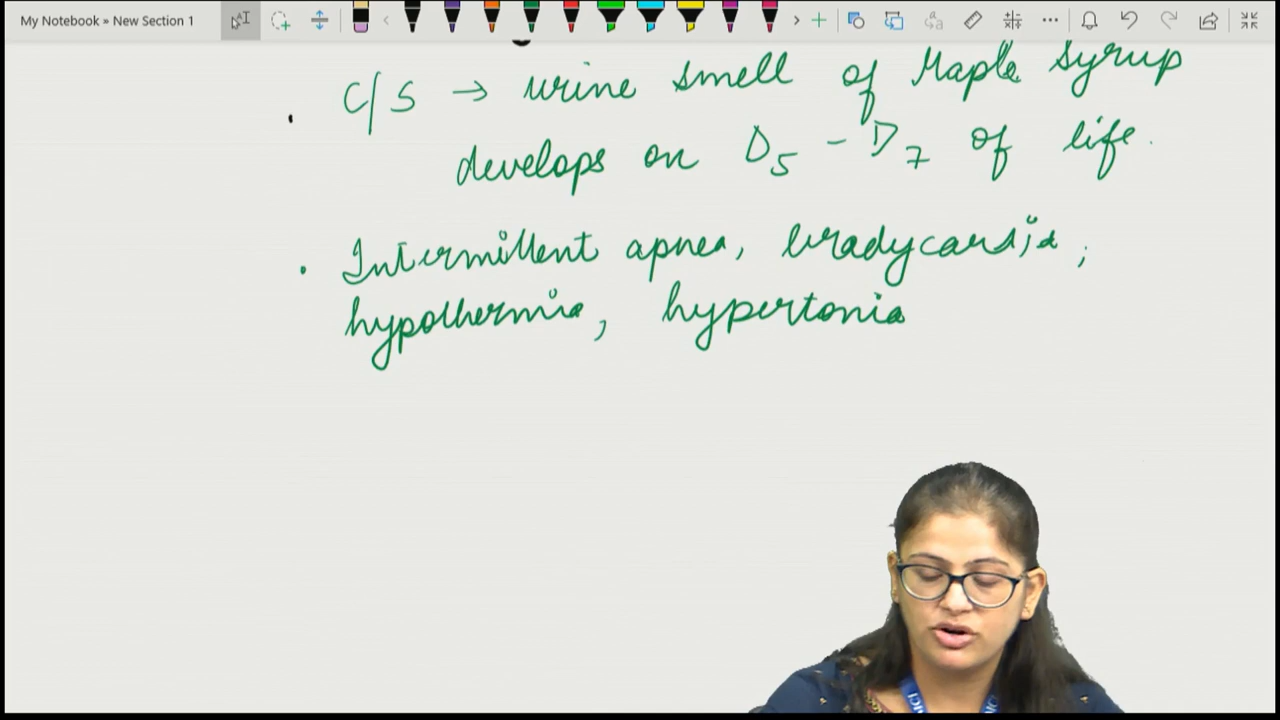 My Notebook » New Section 1
C/S → urine smell of Maple Syrup
develops on D5 - D7 of life.
• Intermittent apnea, bradycardia,
hypothermia, hypertonia